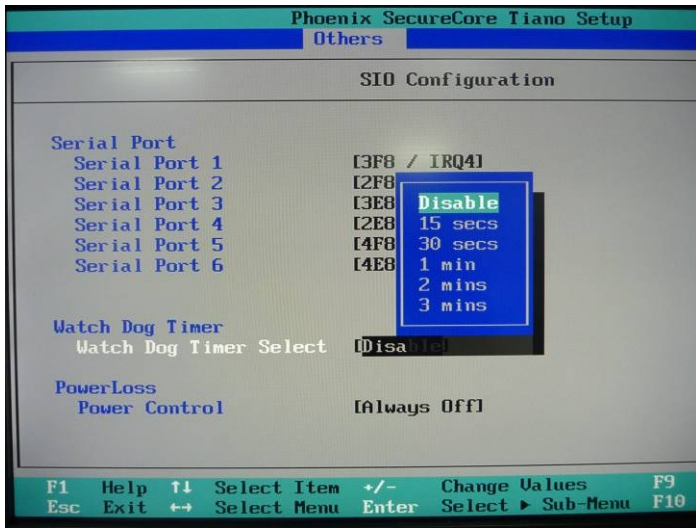 Phoenix SecureCore Tiano Setup
Others
SIO Configuration
Serial Port
Serial Port 1 [3F8 / IRQ4]
Serial Port 2 [2F8
Serial Port 3 [3E8
Serial Port 4 [2E8
Serial Port 5 [4F8
Serial Port 6 [4E8
Disable
15 secs
30 secs
1 min
2 mins
3 mins
Watch Dog Timer
Watch Dog Timer Select [Disable]
PowerLoss
Power Control [Always Off]
F1 Help ↑↓ Select Item +/- Change Values F9
Esc Exit ↔ Select Menu Enter Select ▶ Sub-Menu F10